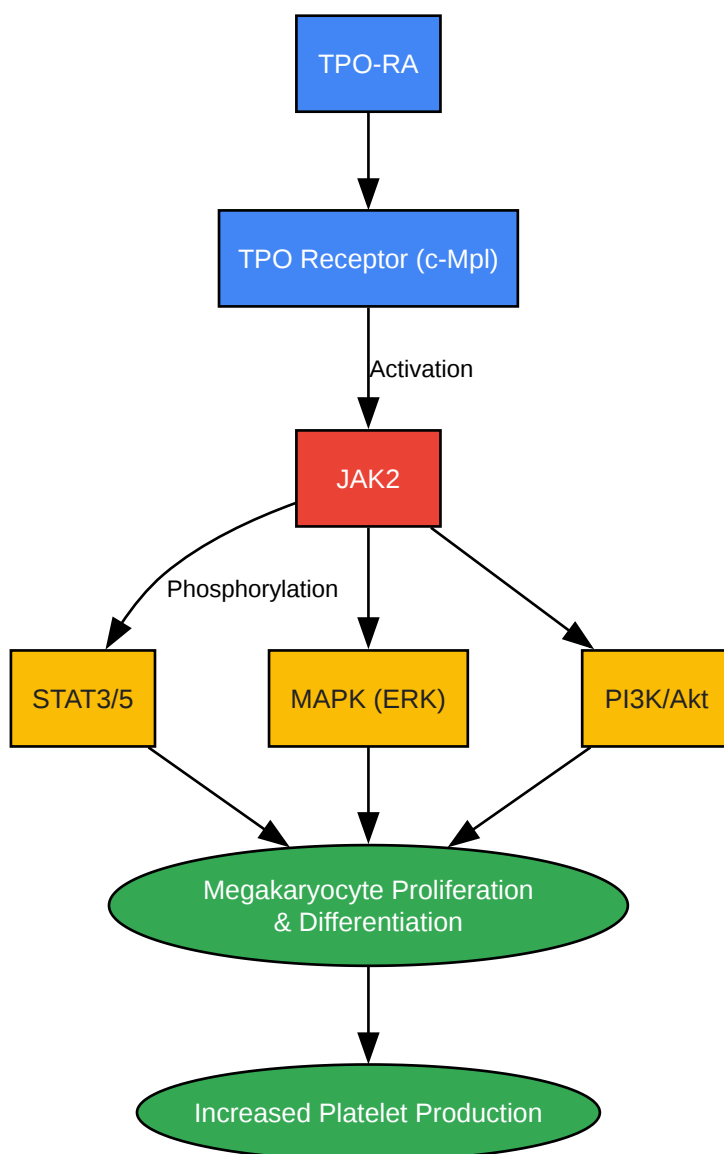 TPO-RA
TPO Receptor (c-Mpl)
Activation
JAK2
Phosphorylation
STAT3/5
MAPK (ERK)
PI3K/Akt
Megakaryocyte Proliferation
& Differentiation
Increased Platelet Production